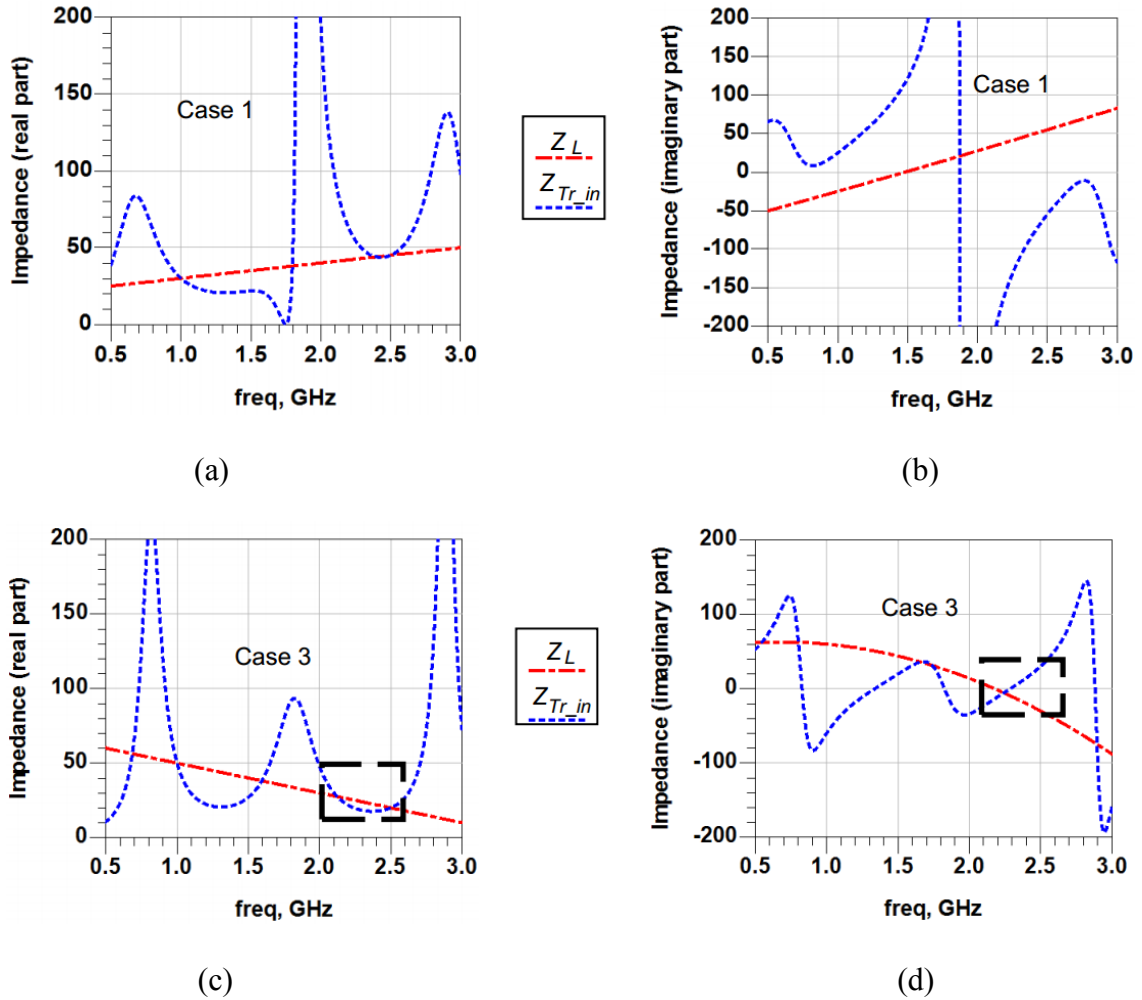 200
150
100
50
0
Impedance (real part)
Case 1
0.5 1.0 1.5 2.0 2.5 3.0
freq, GHz
(a)
Z L
Z Tr_in
200
150
100
50
0
-50
-100
-150
-200
Impedance (imaginary part)
Case 1
0.5 1.0 1.5 2.0 2.5 3.0
freq, GHz
(b)
200
150
100
50
0
Impedance (real part)
Case 3
0.5 1.0 1.5 2.0 2.5 3.0
freq, GHz
(c)
Z L
Z Tr_in
200
100
0
-100
-200
Impedance (imaginary part)
Case 3
0.5 1.0 1.5 2.0 2.5 3.0
freq, GHz
(d)